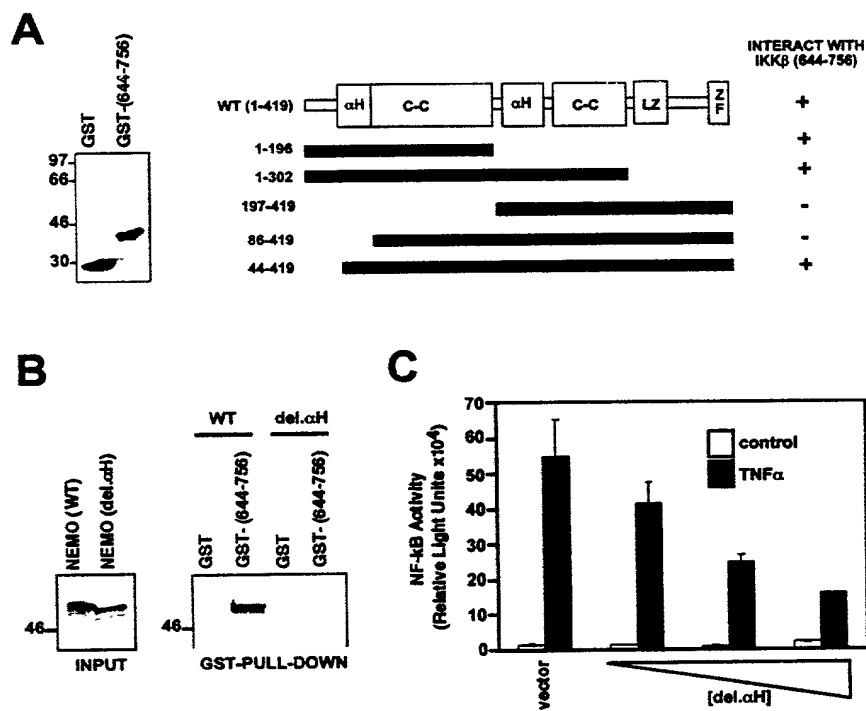 A
GST
GST-(644-756)
97
66
46
30
INTERACT WITH
IKKβ (644-756)
WT (1-419)
αH
C-C
αH
C-C
LZ
Z
F
+
1-196
+
1-302
+
197-419
-
86-419
-
44-419
+
B
NEMO (WT)
NEMO (del.αH)
46
INPUT
WT
del.αH
GST
GST- (644-756)
GST
GST- (644-756)
46
GST-PULL-DOWN
C
NF-kB Activity
(Relative Light Units x10⁴)
70
60
50
40
30
20
10
0
control
TNFα
vector
[del.αH]